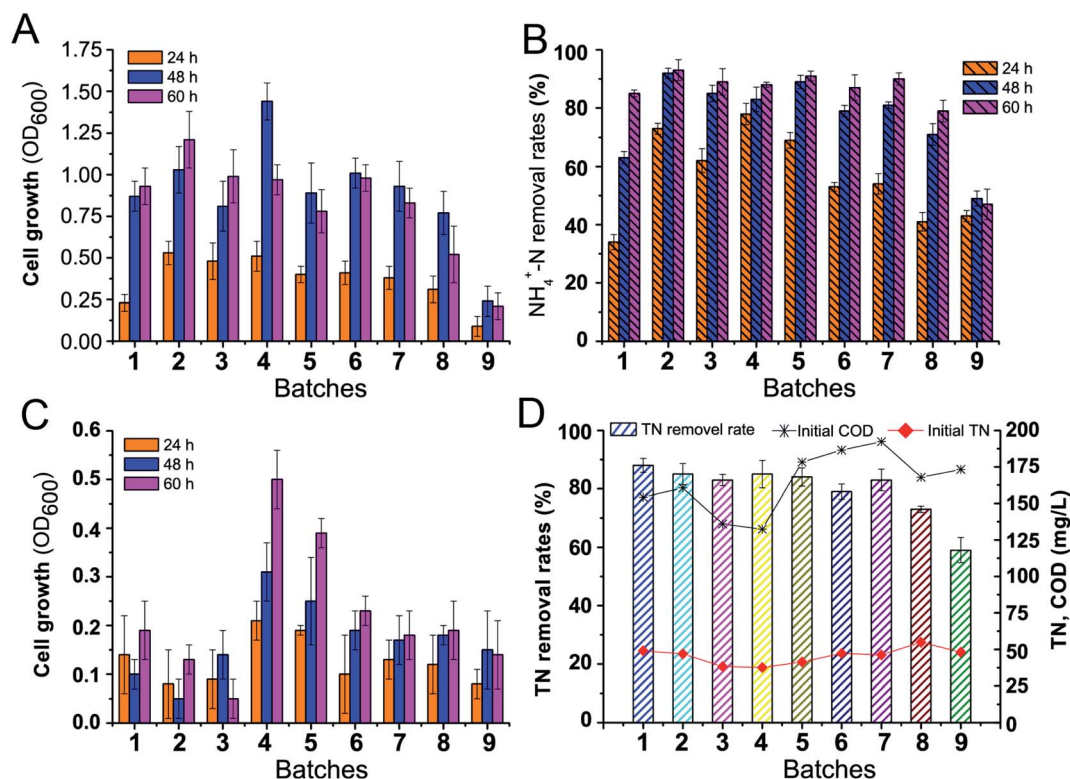 A
24 h
48 h
60 h
Cell growth (OD600)
1.75
1.50
1.25
1.00
0.75
0.50
0.25
0.00
1 2 3 4 5 6 7 8 9
Batches
B
24 h
48 h
60 h
NH4+-N removal rates (%)
100
80
60
40
20
0
1 2 3 4 5 6 7 8 9
Batches
C
24 h
48 h
60 h
Cell growth (OD600)
0.6
0.5
0.4
0.3
0.2
0.1
0.0
1 2 3 4 5 6 7 8 9
Batches
D
TN removel rate Initial COD Initial TN
TN removal rates (%)
100
80
60
40
20
0
200
175
150
125
100
75
50
25
0
TN, COD (mg/L)
1 2 3 4 5 6 7 8 9
Batches